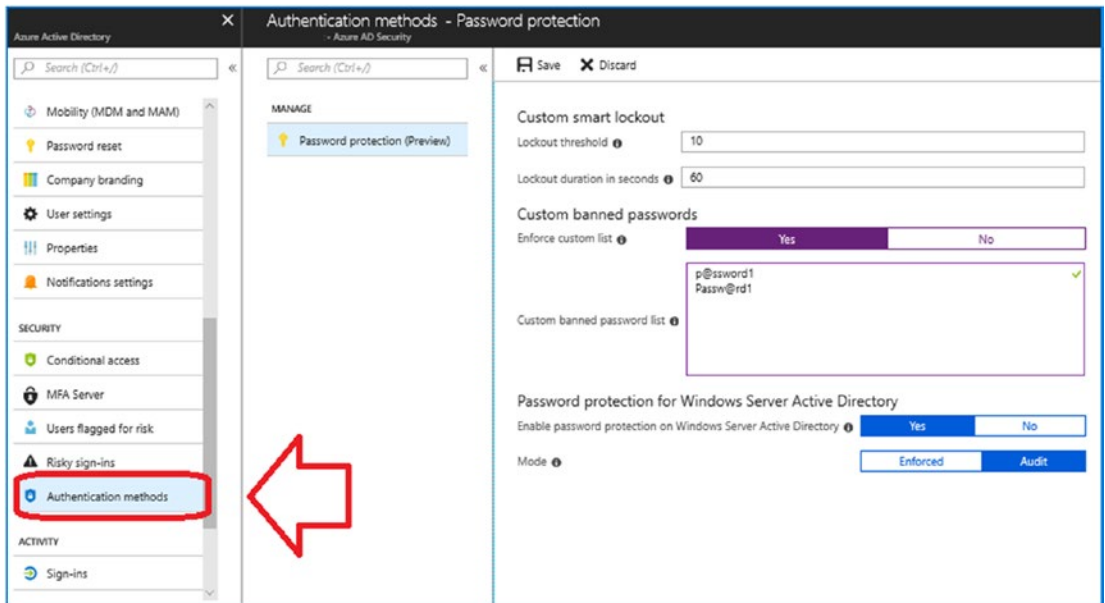 Azure Active Directory
Search (Ctrl+/)
Mobility (MDM and MAM)
Password reset
Company branding
User settings
Properties
Notifications settings
SECURITY
Conditional access
MFA Server
Users flagged for risk
Risky sign-ins
Authentication methods
ACTIVITY
Sign-ins
Authentication methods - Password protection
:- Azure AD Security
Search (Ctrl+/)
MANAGE
Password protection (Preview)
Save Discard
Custom smart lockout
Lockout threshold 10
Lockout duration in seconds 60
Custom banned passwords
Enforce custom list Yes No
p@ssword1
Passw@rd1
Custom banned password list
Password protection for Windows Server Active Directory
Enable password protection on Windows Server Active Directory Yes No
Mode Enforced Audit